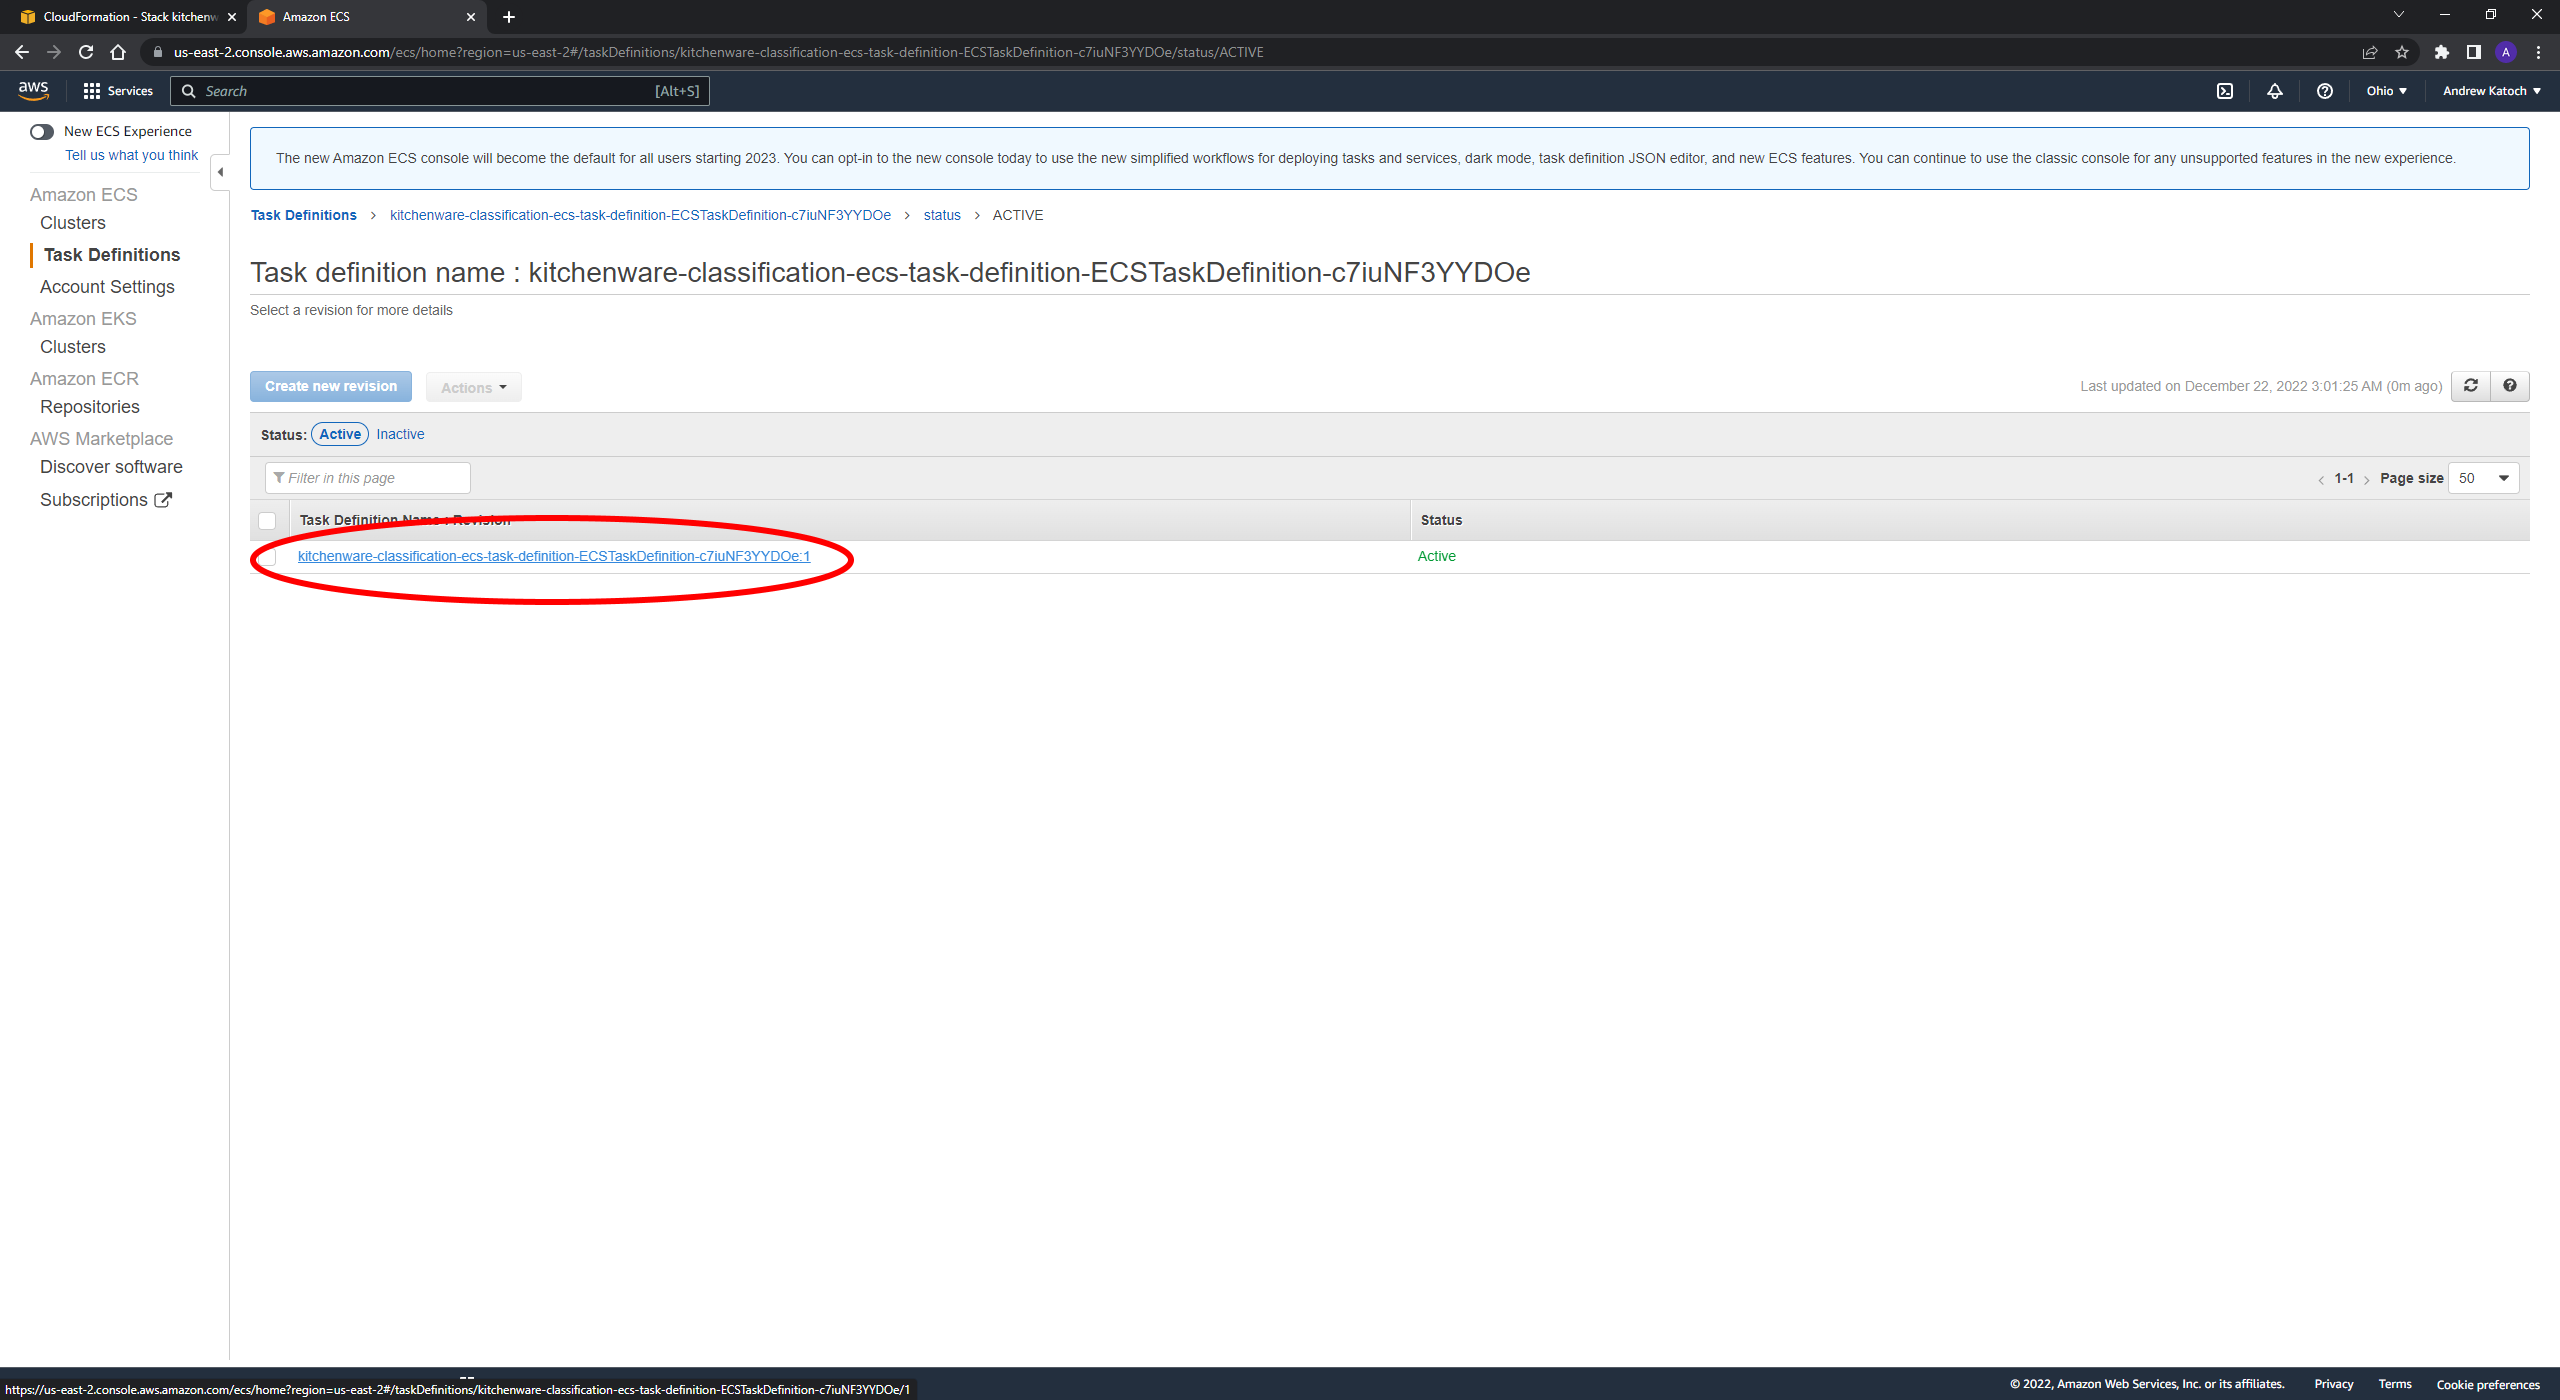 CloudFormation - Stack kitchenw
Amazon ECS
us-east-2.console.aws.amazon.com/ecs/home?region=us-east-2#/taskDefinitions/kitchenware-classification-ecs-task-definition-ECSTaskDefinition-c7iuNF3YYDOe/status/ACTIVE
A
aws
Services
Search
[Alt+S]
Ohio
Andrew Katoch
New ECS Experience
Tell us what you think
Amazon ECS
Clusters
Task Definitions
Account Settings
Amazon EKS
Clusters
Amazon ECR
Repositories
AWS Marketplace
Discover software
Subscriptions
The new Amazon ECS console will become the default for all users starting 2023. You can opt-in to the new console today to use the new simplified workflows for deploying tasks and services, dark mode, task definition JSON editor, and new ECS features. You can continue to use the classic console for any unsupported features in the new experience.
Task Definitions > kitchenware-classification-ecs-task-definition-ECSTaskDefinition-c7iuNF3YYDOe > status > ACTIVE
Task definition name : kitchenware-classification-ecs-task-definition-ECSTaskDefinition-c7iuNF3YYDOe
Select a revision for more details
Create new revision
Actions
Last updated on December 22, 2022 3:01:25 AM (0m ago)
Status: Active Inactive
Filter in this page
< 1-1 > Page size 50
Task Definition Name : Revision
Status
kitchenware-classification-ecs-task-definition-ECSTaskDefinition-c7iuNF3YYDOe:1
Active
https://us-east-2.console.aws.amazon.com/ecs/home?region=us-east-2#/taskDefinitions/kitchenware-classification-ecs-task-definition-ECSTaskDefinition-c7iuNF3YYDOe/1
© 2022, Amazon Web Services, Inc. or its affiliates.
Privacy
Terms
Cookie preferences